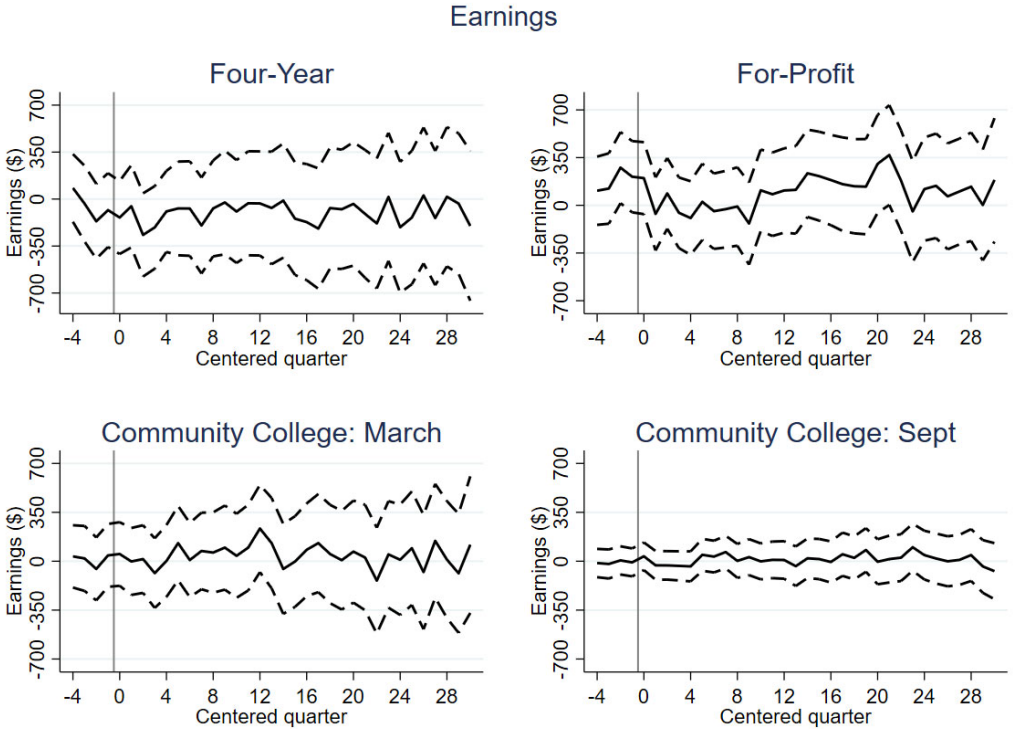 Earnings
Four-Year
Earnings ($)
700
350
0
-350
-700
-4 0 4 8 12 16 20 24 28
Centered quarter
For-Profit
Earnings ($)
700
350
0
-350
-700
-4 0 4 8 12 16 20 24 28
Centered quarter
Community College: March
Earnings ($)
700
350
0
-350
-700
-4 0 4 8 12 16 20 24 28
Centered quarter
Community College: Sept
Earnings ($)
700
350
0
-350
-700
-4 0 4 8 12 16 20 24 28
Centered quarter